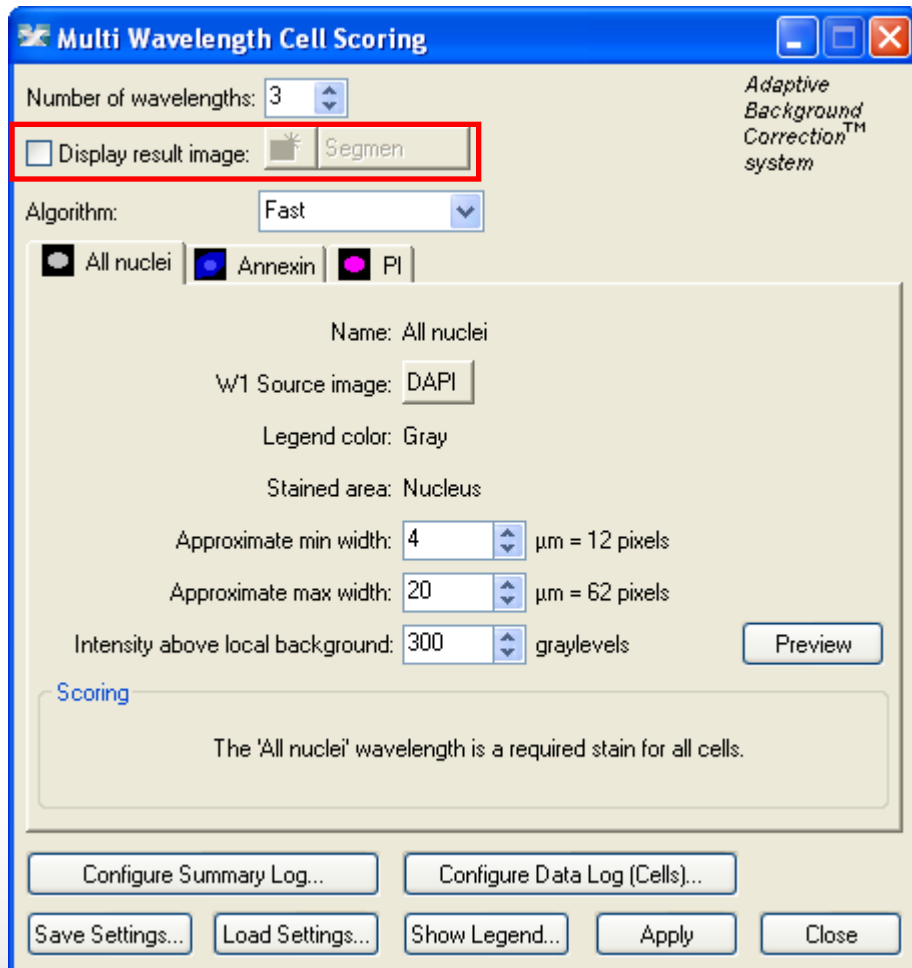 Multi Wavelength Cell Scoring
Number of wavelengths: 3
Adaptive
Background
Correction™
system
Display result image: Segmen
Algorithm: Fast
All nuclei Annexin PI
Name: All nuclei
W1 Source image: DAPI
Legend color: Gray
Stained area: Nucleus
Approximate min width: 4 µm = 12 pixels
Approximate max width: 20 µm = 62 pixels
Intensity above local background: 300 graylevels Preview
Scoring
The 'All nuclei' wavelength is a required stain for all cells.
Configure Summary Log... Configure Data Log (Cells)...
Save Settings... Load Settings... Show Legend... Apply Close